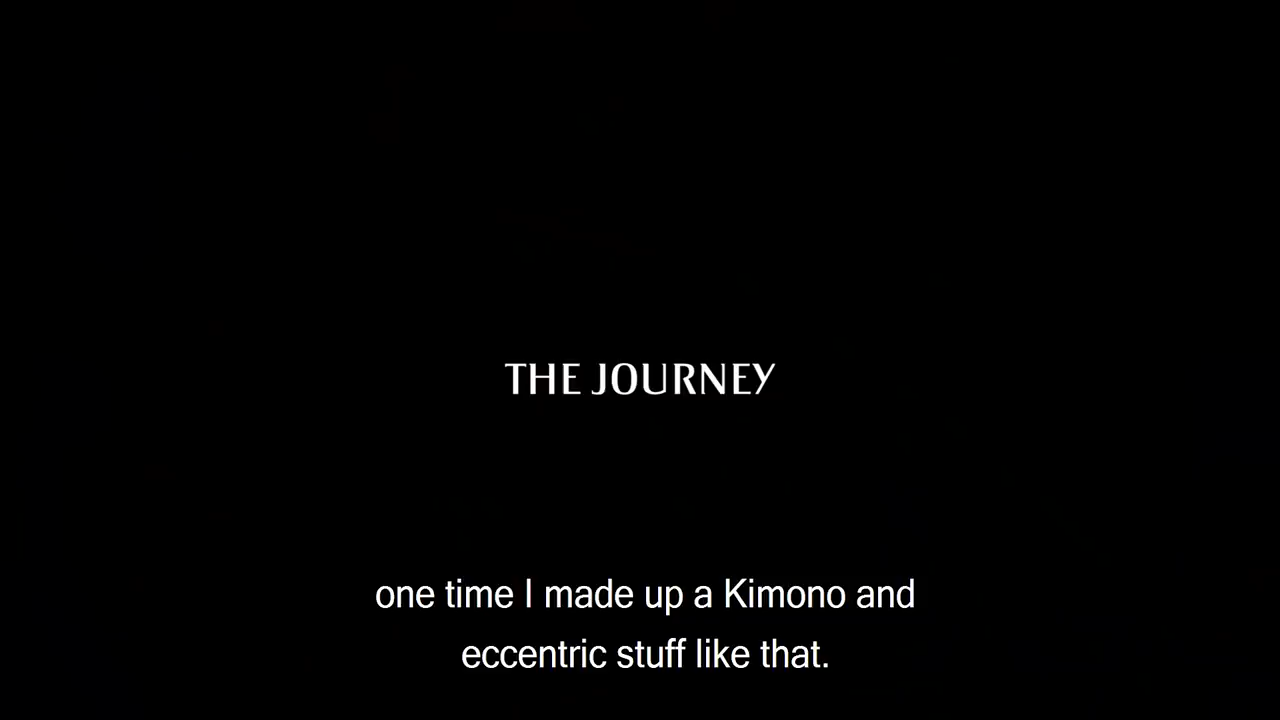 THE JOURNEY
one time I made up a Kimono and
eccentric stuff like that.